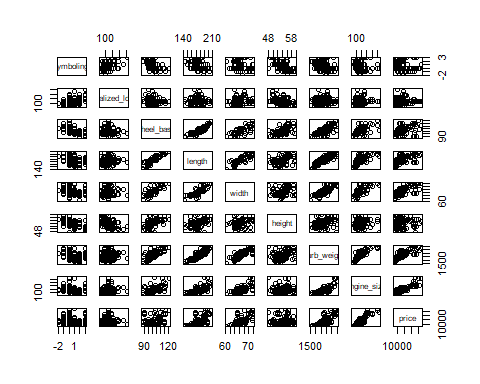 100 140 210 48 58 100
ymboling
3
-2
100
alized_lo
heel_bas
90
140
length
width
60
48
height
urb_weig
1500
100
ngine_siz
price
10000
-2 1 90 120 60 70 1500 10000